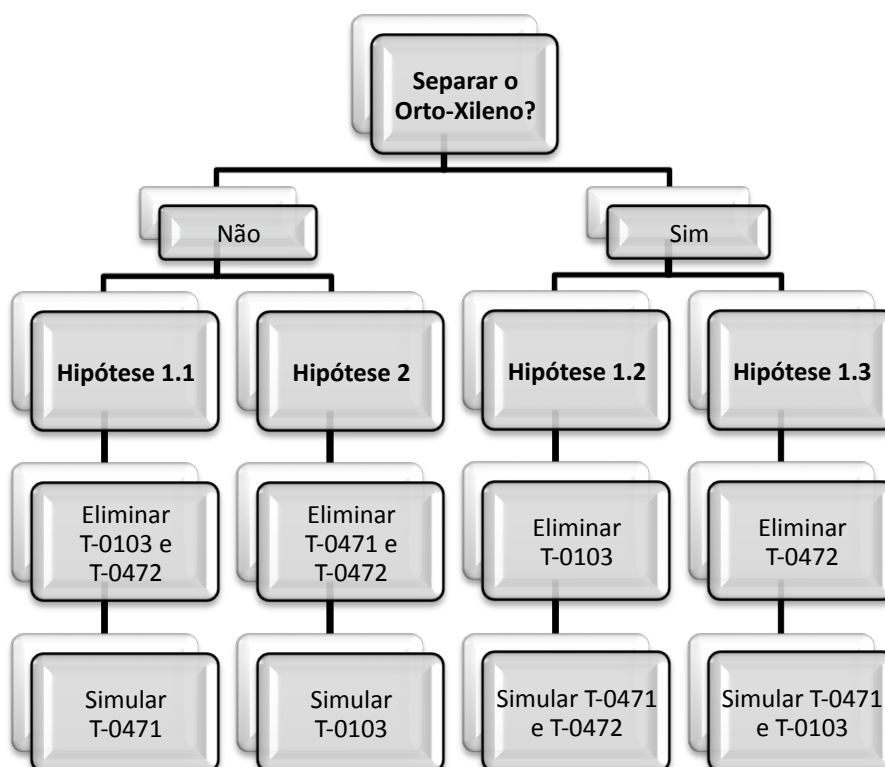 Separar o
Orto-Xileno?
Não
Sim
Hipótese 1.1
Hipótese 2
Hipótese 1.2
Hipótese 1.3
Eliminar
T-0103 e
T-0472
Eliminar
T-0471 e
T-0472
Eliminar
T-0103
Eliminar
T-0472
Simular
T-0471
Simular
T-0103
Simular T-0471
e T-0472
Simular T-0471
e T-0103